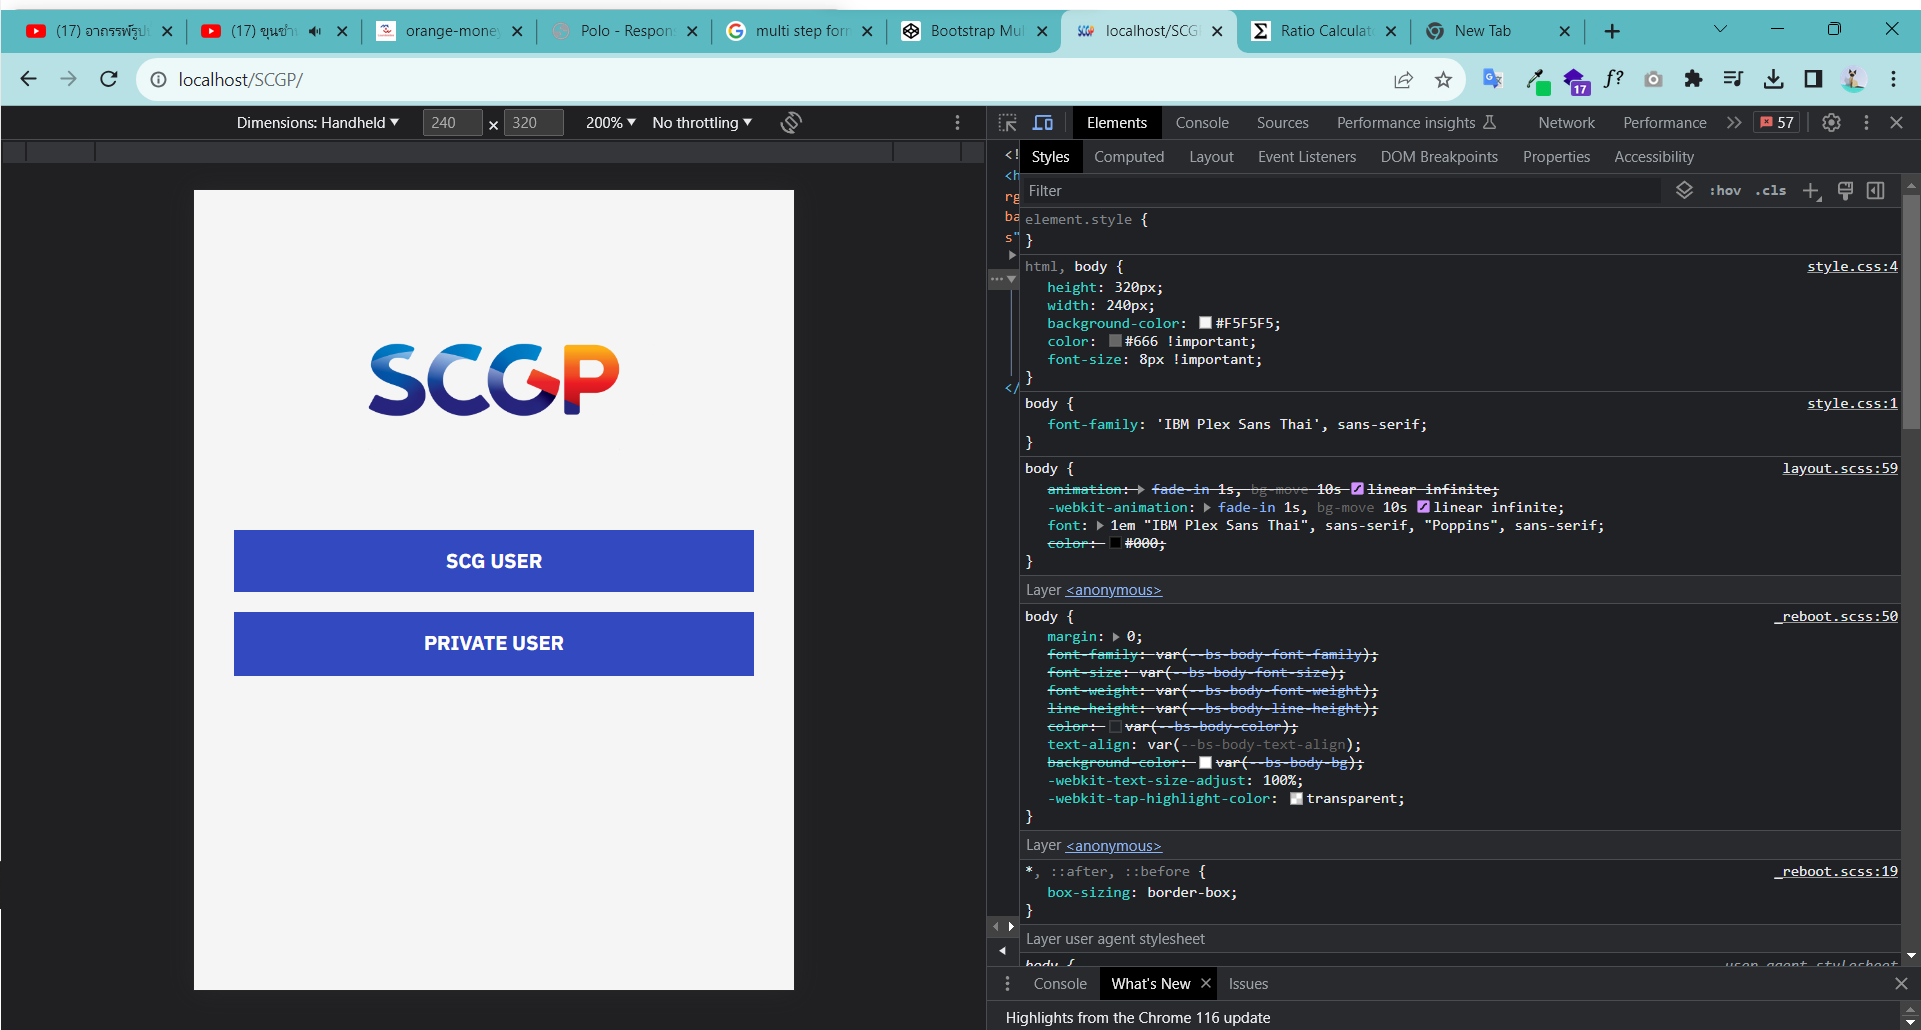 (17) อาถรรพ์รูปป
(17) ขุนช้าง
orange-money
Polo - Respons
multi step form
Bootstrap Mul
localhost/SCGP
Ratio Calculato
New Tab
localhost/SCGP/
17
f?
Dimensions: Handheld
240 × 320
200%
No throttling
Elements
Console
Sources
Performance insights
Network
Performance
57
<!
<h
rg
ba
s"
</
Styles
Computed
Layout
Event Listeners
DOM Breakpoints
Properties
Accessibility
Filter
:hov
.cls
element.style {
}
html, body {
style.css:4
height: 320px;
width: 240px;
background-color: #F5F5F5;
color: #666 !important;
font-size: 8px !important;
}
body {
style.css:1
font-family: 'IBM Plex Sans Thai', sans-serif;
}
body {
layout.scss:59
animation: fade-in 1s, bg-move 10s linear infinite;
-webkit-animation: fade-in 1s, bg-move 10s linear infinite;
font: 1em "IBM Plex Sans Thai", sans-serif, "Poppins", sans-serif;
color: #000;
}
Layer <anonymous>
body {
_reboot.scss:50
margin: 0;
font-family: var(--bs-body-font-family);
font-size: var(--bs-body-font-size);
font-weight: var(--bs-body-font-weight);
line-height: var(--bs-body-line-height);
color: var(--bs-body-color);
text-align: var(--bs-body-text-align);
background-color: var(--bs-body-bg);
-webkit-text-size-adjust: 100%;
-webkit-tap-highlight-color: transparent;
}
Layer <anonymous>
*, ::after, ::before {
_reboot.scss:19
box-sizing: border-box;
}
Layer user agent stylesheet
body {
user agent stylesheet
Console
What's New
Issues
Highlights from the Chrome 116 update
SCGP
SCG USER
PRIVATE USER